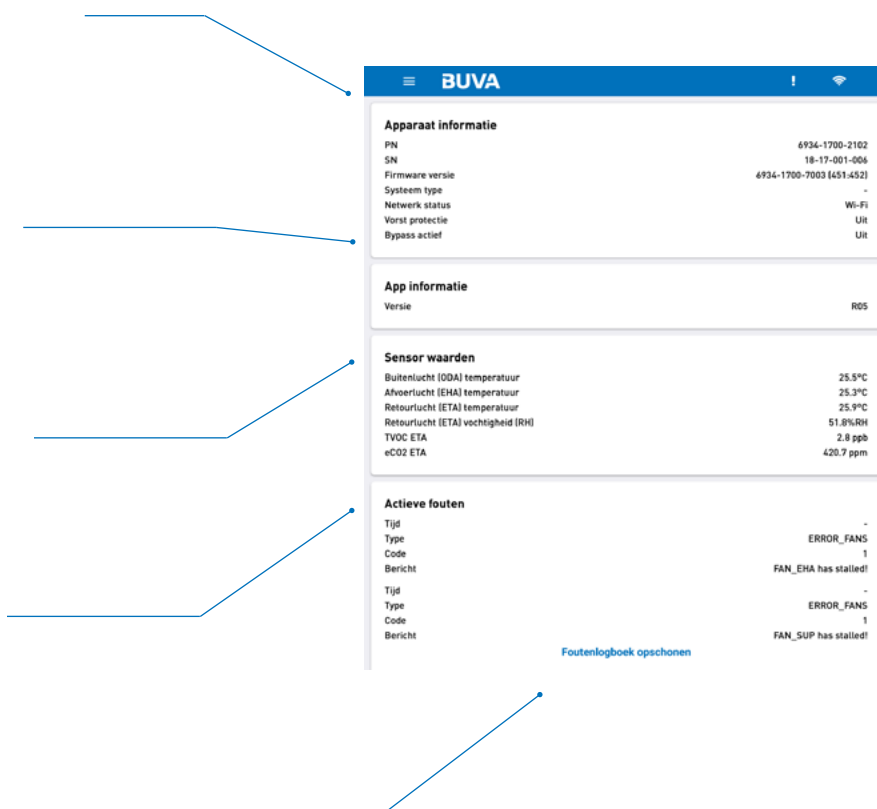 BUVA
Apparaat informatie
PN 6934-1700-2102
SN 18-17-001-006
Firmware versie 6934-1700-7003 (451:452)
Systeem type -
Netwerk status Wi-Fi
Vorst protectie Uit
Bypass actief Uit
App informatie
Versie R05
Sensor waarden
Buitenlucht (ODA) temperatuur 25.5°C
Afvoerlucht (EHA) temperatuur 25.3°C
Retourlucht (ETA) temperatuur 25.9°C
Retourlucht (ETA) vochtigheid (RH) 51.8%RH
TVOC ETA 2.8 ppb
eCO2 ETA 420.7 ppm
Actieve fouten
Tijd -
Type ERROR_FANS
Code 1
Bericht FAN_EHA has stalled!
Tijd -
Type ERROR_FANS
Code 1
Bericht FAN_SUP has stalled!
Foutenlogboek opschonen